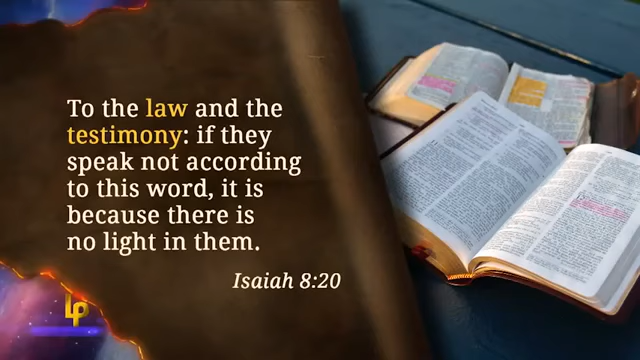 To the law and the
testimony: if they
speak not according
to this word, it is
because there is
no light in them.
Isaiah 8:20
LP